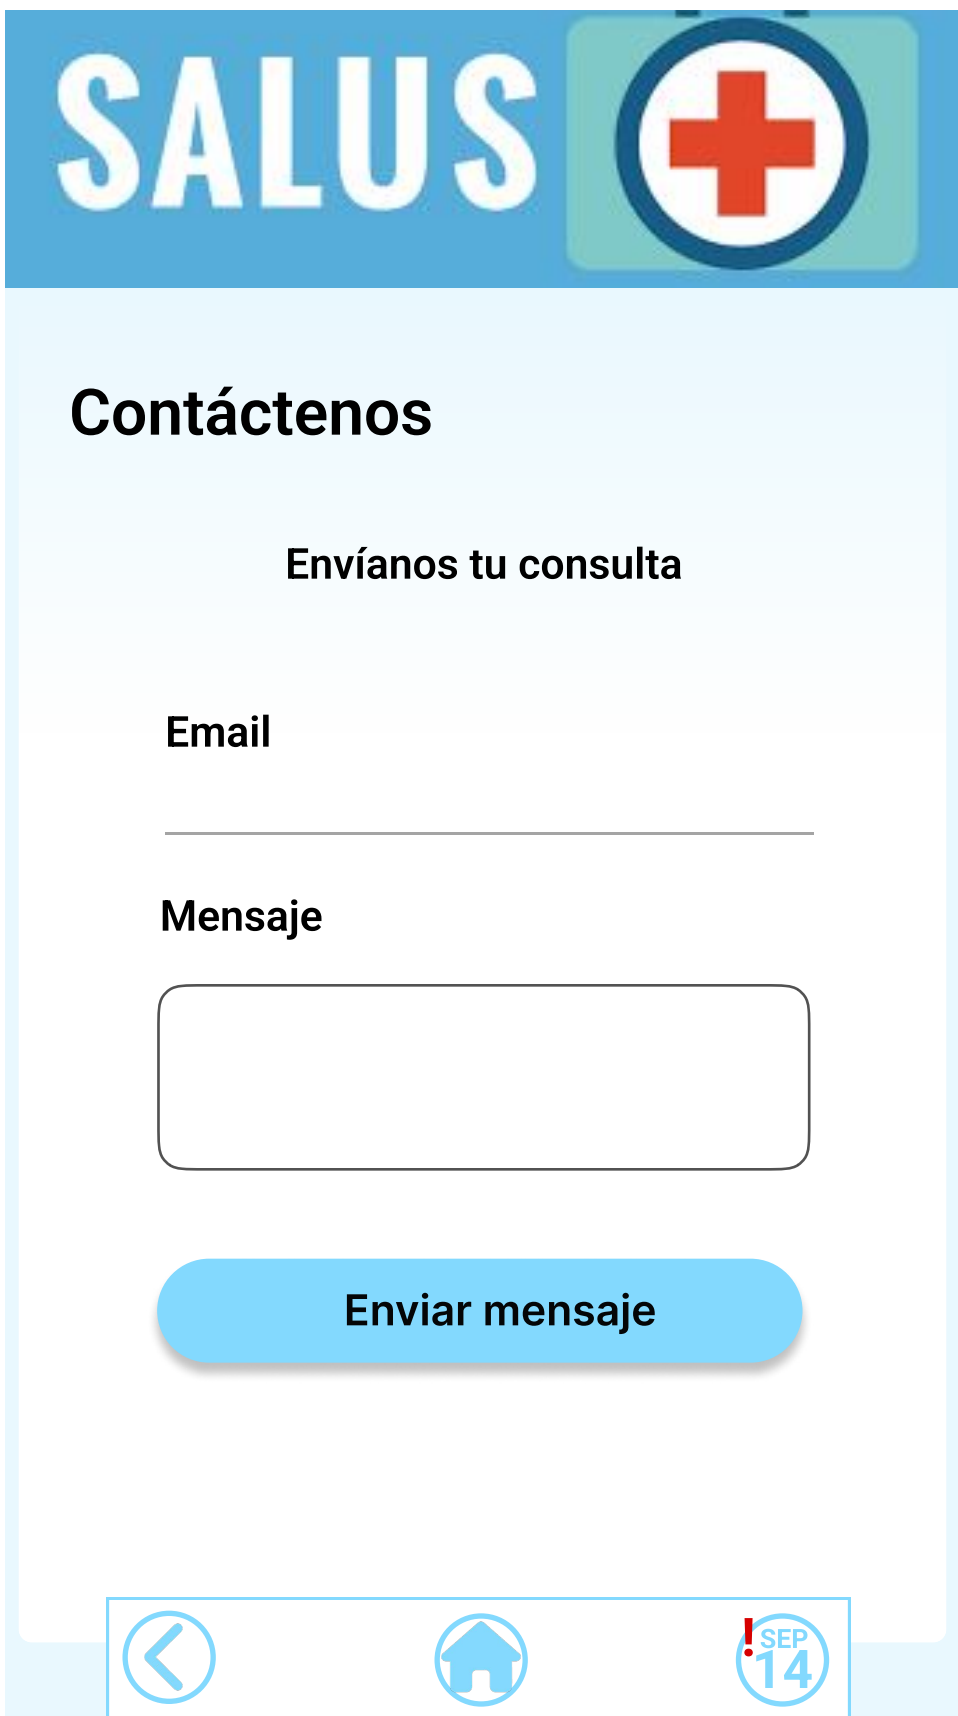 SALUS
Contáctenos
Envíanos tu consulta
Email
Mensaje
Enviar mensaje
!
SEP
14